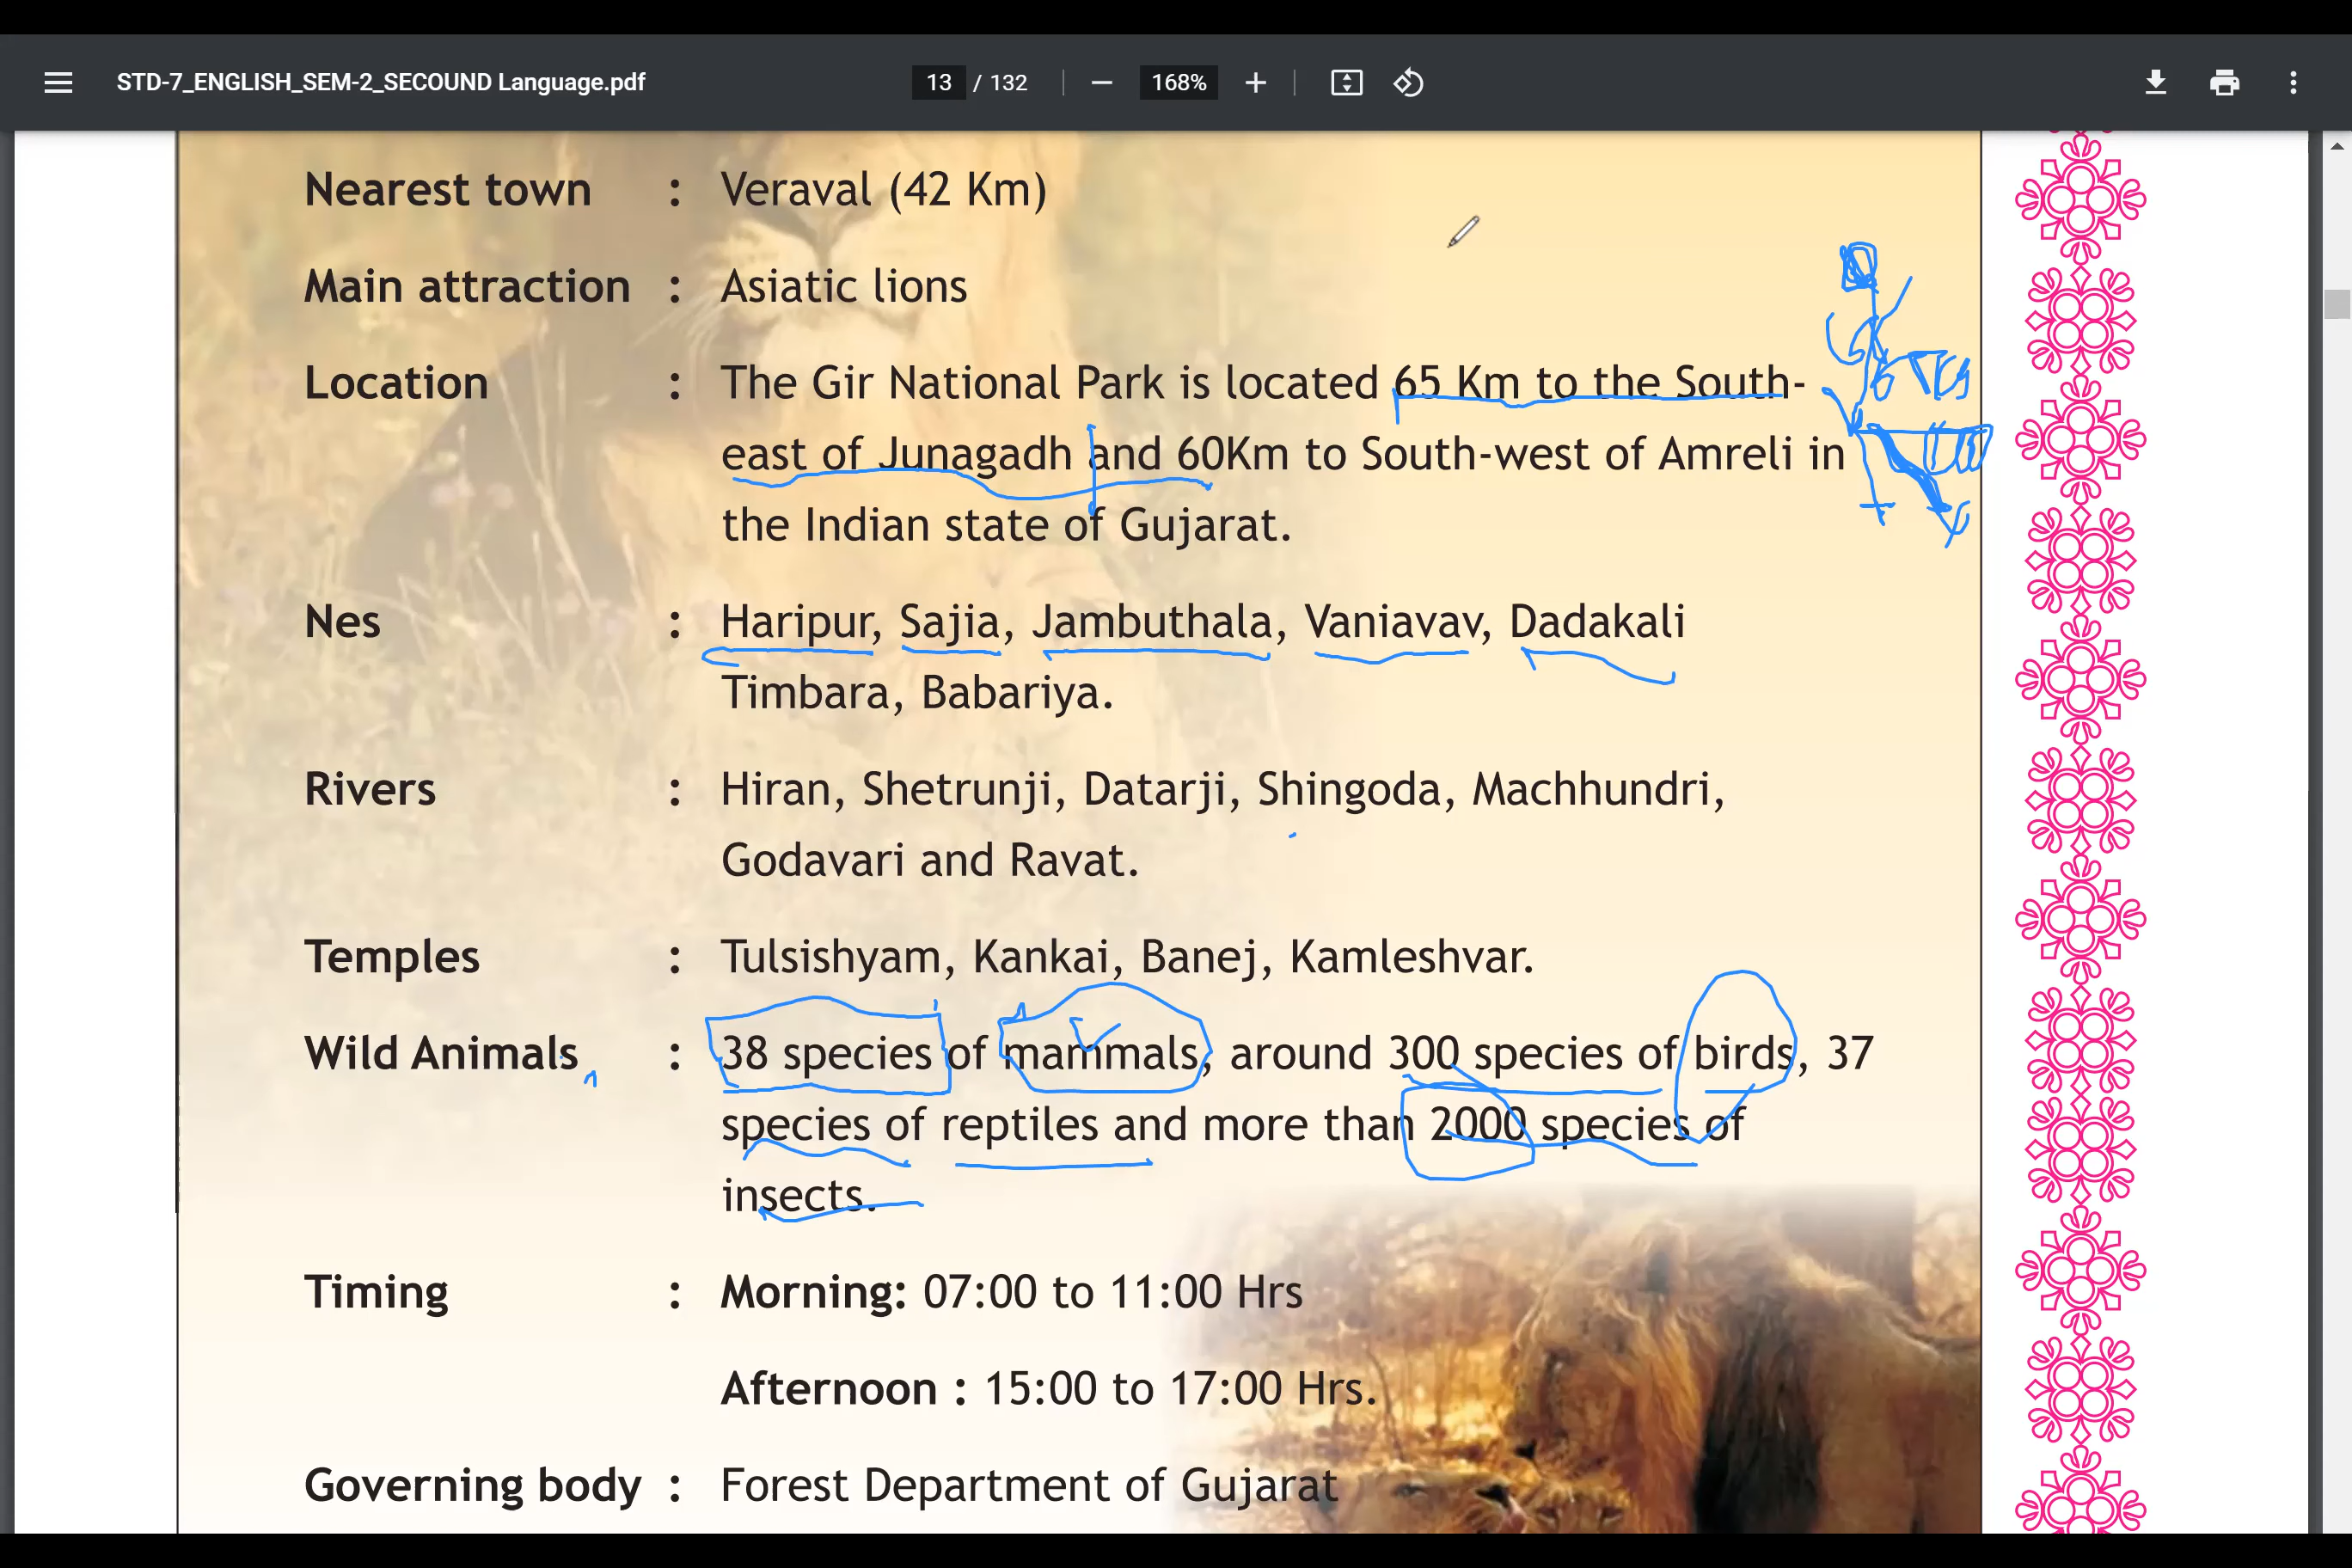 STD-7_ENGLISH_SEM-2_SECOUND Language.pdf
13 / 132
168%
Nearest town : Veraval (42 Km)
Main attraction : Asiatic lions
Location : The Gir National Park is located 65 Km to the South-
east of Junagadh and 60Km to South-west of Amreli in
the Indian state of Gujarat.
Nes : Haripur, Sajia, Jambuthala, Vaniavav, Dadakali
Timbara, Babariya.
Rivers : Hiran, Shetrunji, Datarji, Shingoda, Machhundri,
Godavari and Ravat.
Temples : Tulsishyam, Kankai, Banej, Kamleshvar.
Wild Animals : 38 species of mammals, around 300 species of birds, 37
species of reptiles and more than 2000 species of
insects.
Timing : Morning: 07:00 to 11:00 Hrs
Afternoon : 15:00 to 17:00 Hrs.
Governing body : Forest Department of Gujarat